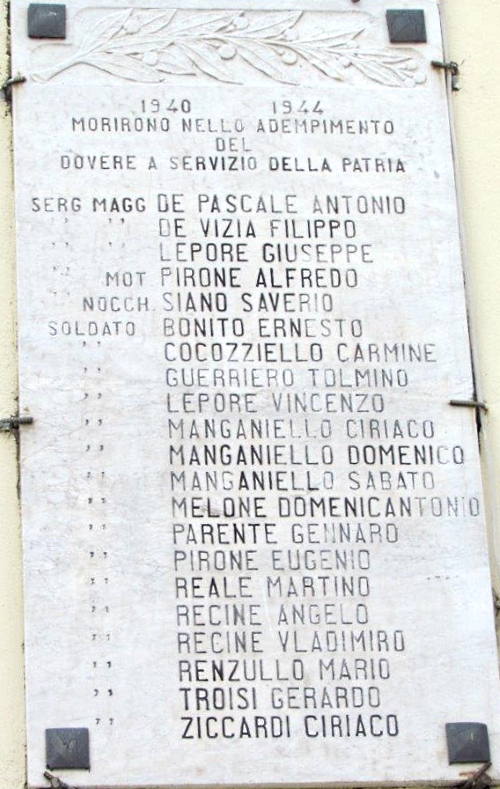 1940 1944
MORIRONO NELLO ADEMPIMENTO
DEL
DOVERE A SERVIZIO DELLA PATRIA
SERG MAGG DE PASCALE ANTONIO
" " DE VIZIA FILIPPO
" " LEPORE GIUSEPPE
" MOT PIRONE ALFREDO
" NOCCH. SIANO SAVERIO
SOLDATO BONITO ERNESTO
" COCOZZIELLO CARMINE
" GUERRIERO TOLMINO
" LEPORE VINCENZO
" MANGANIELLO CIRIACO
" MANGANIELLO DOMENICO
" MANGANIELLO SABATO
" MELONE DOMENICANTONIO
" PARENTE GENNARO
" PIRONE EUGENIO
" REALE MARTINO
" RECINE ANGELO
" RECINE VLADIMIRO
" RENZULLO MARIO
" TROISI GERARDO
" ZICCARDI CIRIACO